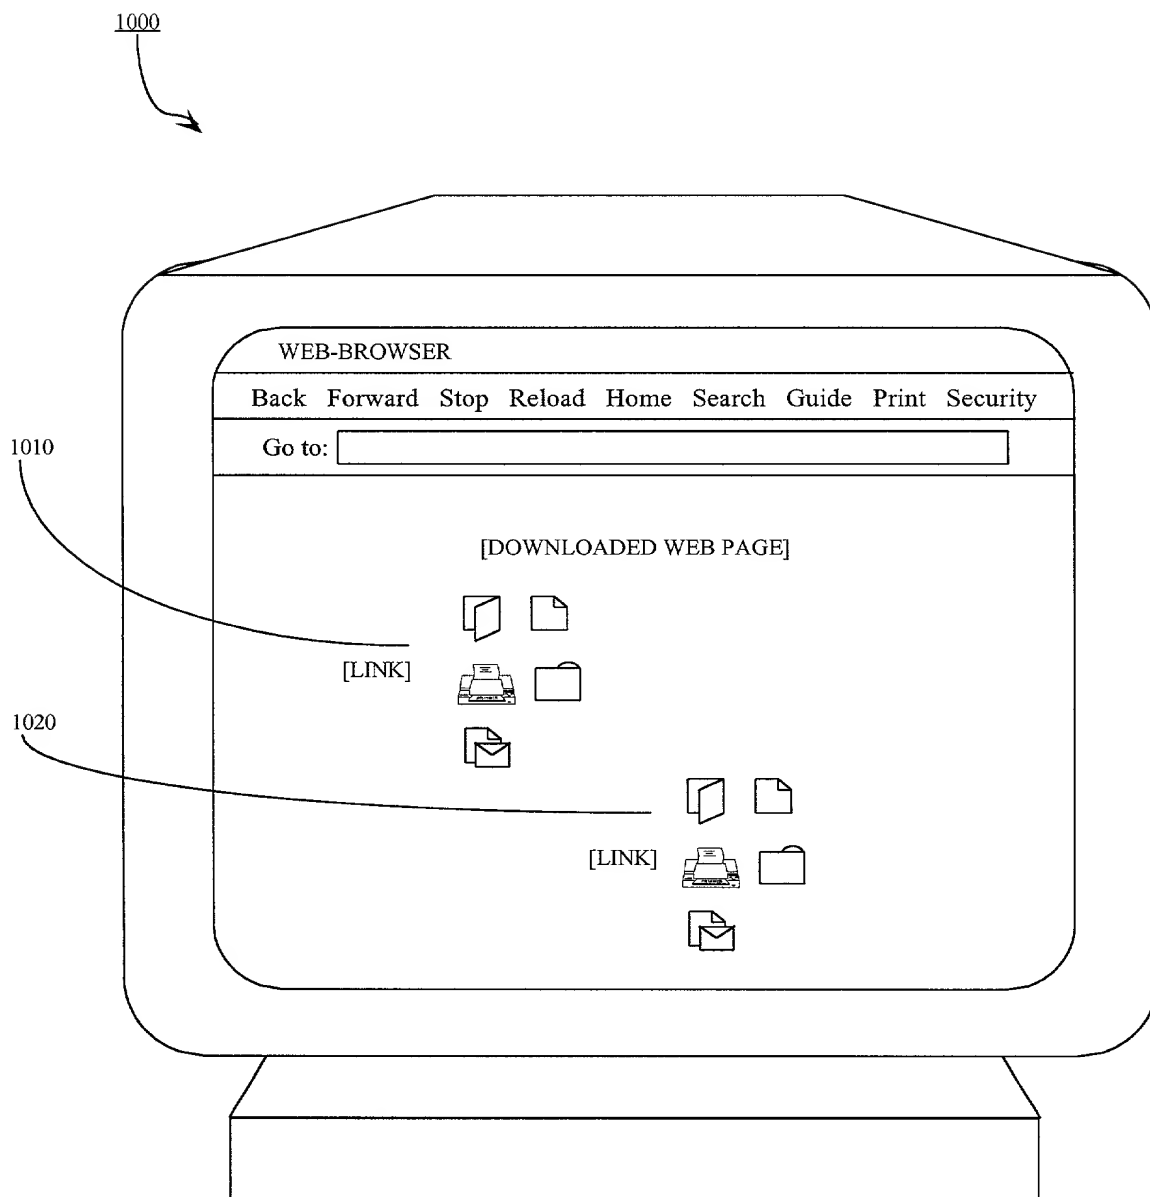 1000
WEB-BROWSER
Back Forward Stop Reload Home Search Guide Print Security
Go to:
1010
[DOWNLOADED WEB PAGE]
[LINK]
1020
[LINK]